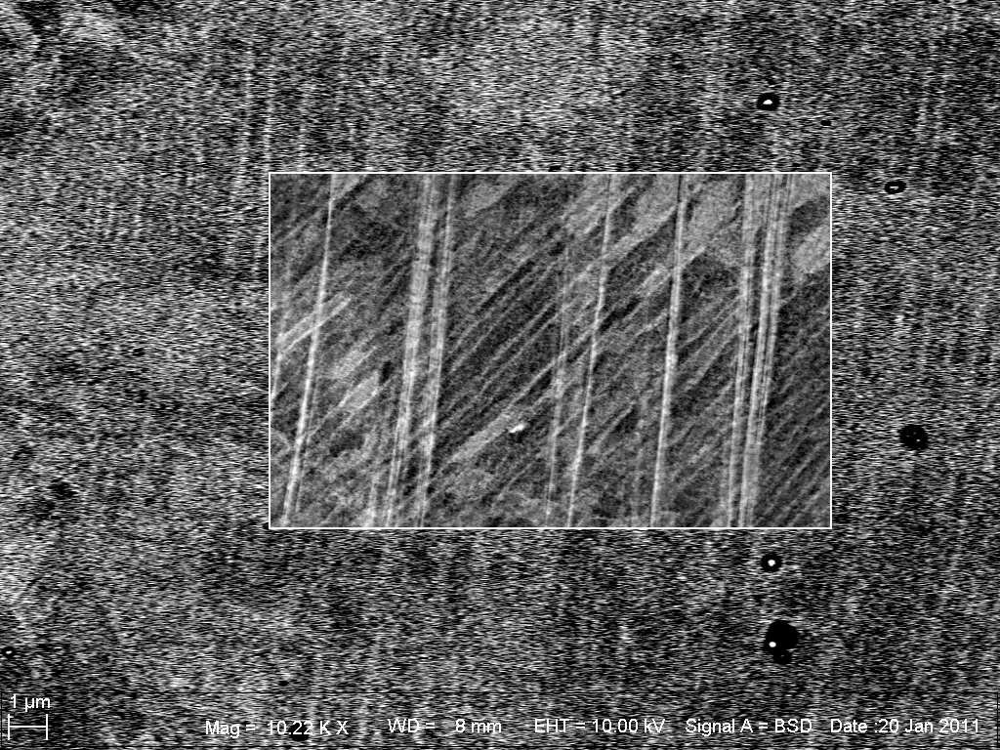 1 µm
Mag = 10.22 K X WD = 8 mm EHT = 10.00 kV Signal A = BSD Date :20 Jan 2011